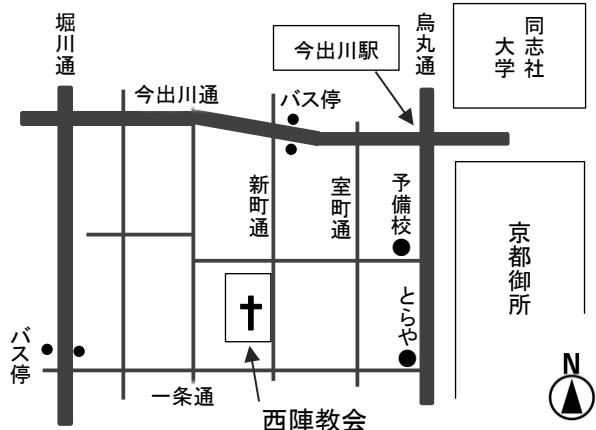 堀川通
今出川通
バス停
今出川駅
烏丸通
同志社
大学
新町通
室町通
予備校
京都御所
とらや
バス停
一条通
西陣教会
N